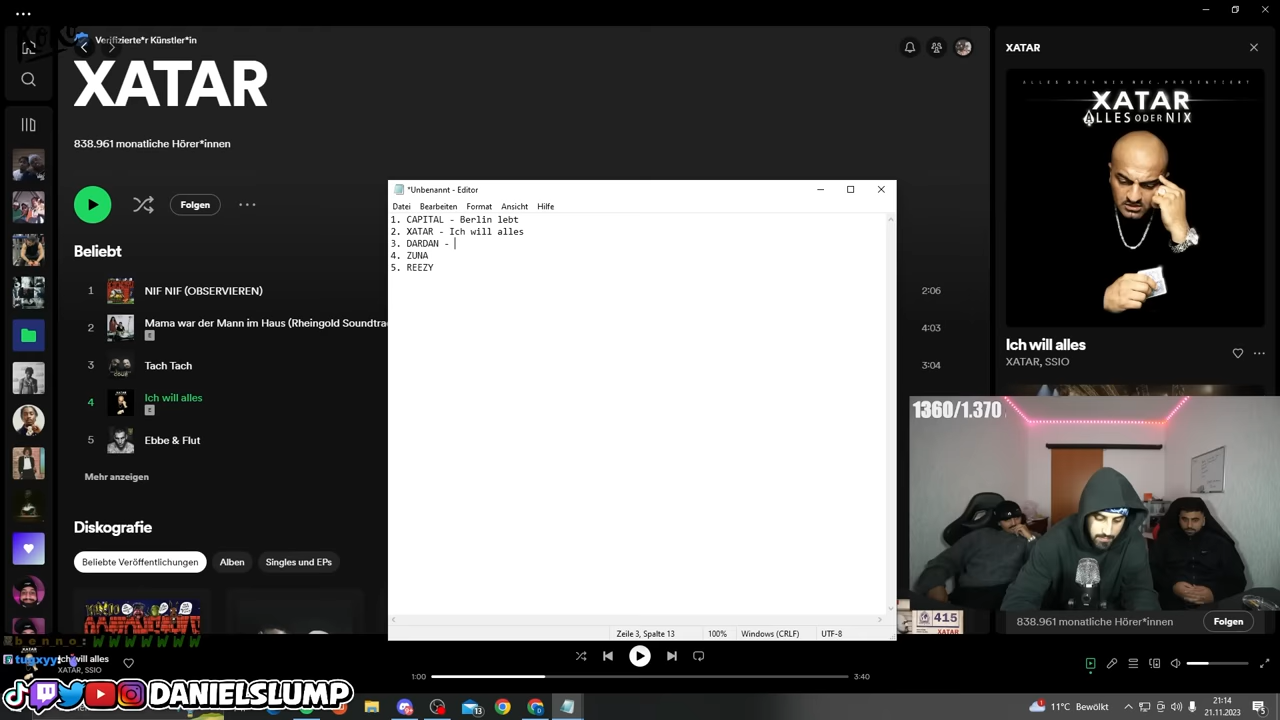 Verifizierte*r Künstler*in
XATAR
838.961 monatliche Hörer*innen
Folgen
Beliebt
1 NIF NIF (OBSERVIEREN) 2:06
2 Mama war der Mann im Haus (Rheingold Soundtra 4:03
E
3 Tach Tach 3:04
4 Ich will alles
E
5 Ebbe & Flut
Mehr anzeigen
Diskografie
Beliebte Veröffentlichungen
Alben
Singles und EPs
*Unbenannt - Editor
Datei Bearbeiten Format Ansicht Hilfe
1. CAPITAL - Berlin lebt
2. XATAR - Ich will alles
3. DARDAN -
4. ZUNA
5. REEZY
Zeile 3, Spalte 13
100%
Windows (CRLF)
UTF-8
XATAR
XATAR
ALLES ODER NIX
Ich will alles
XATAR, SSIO
1360/1.370
415
XATAR
838.961 monatliche Hörer*innen
Folgen
Ich will alles
XATAR, SSIO
1:00
3:40
DANIELSLUMP
11°C Bewölkt
21:14
21.11.2023